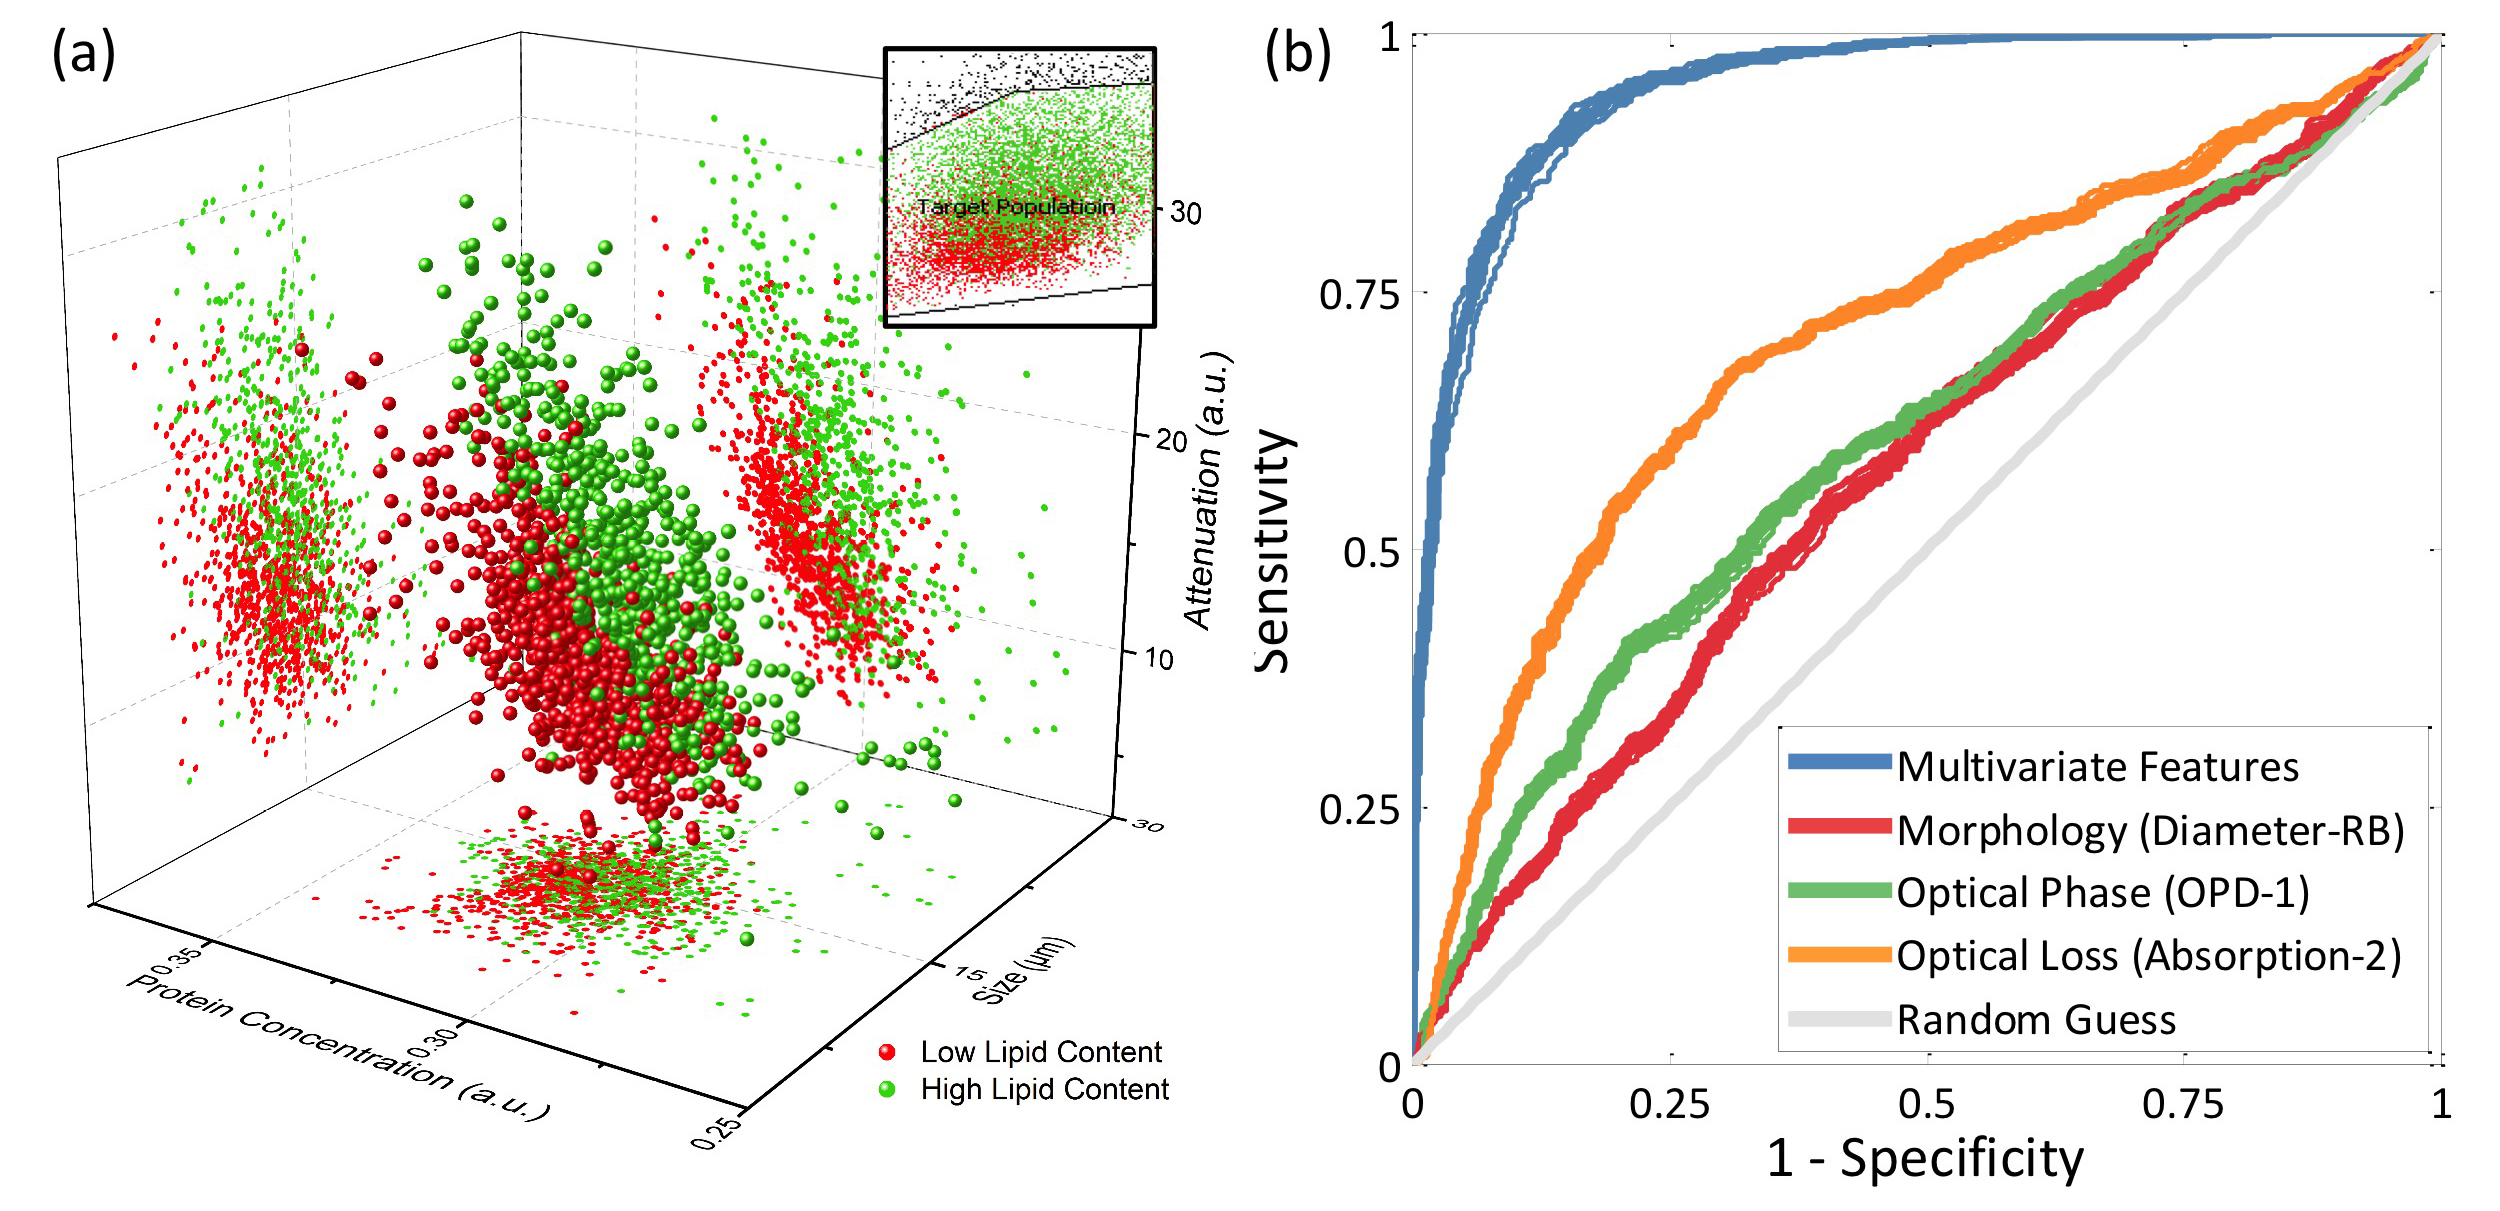 (a)
Target Populatioin
30
20
10
Attenuation (a.u.)
30
15
Size (µm)
0.35
0.30
0.25
Protein Concentration (a.u.)
Low Lipid Content
High Lipid Content
(b)
1
0.75
0.5
0.25
0
Sensitivity
Multivariate Features
Morphology (Diameter-RB)
Optical Phase (OPD-1)
Optical Loss (Absorption-2)
Random Guess
0 0.25 0.5 0.75 1
1 - Specificity